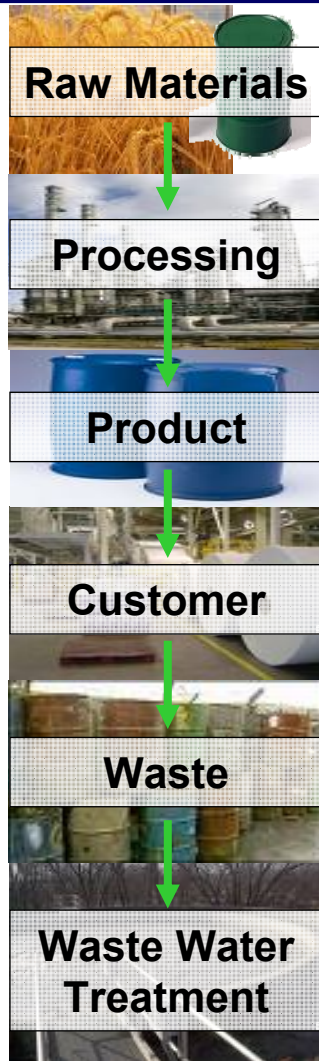 Raw Materials
Processing
Product
Customer
Waste
Waste Water
Treatment